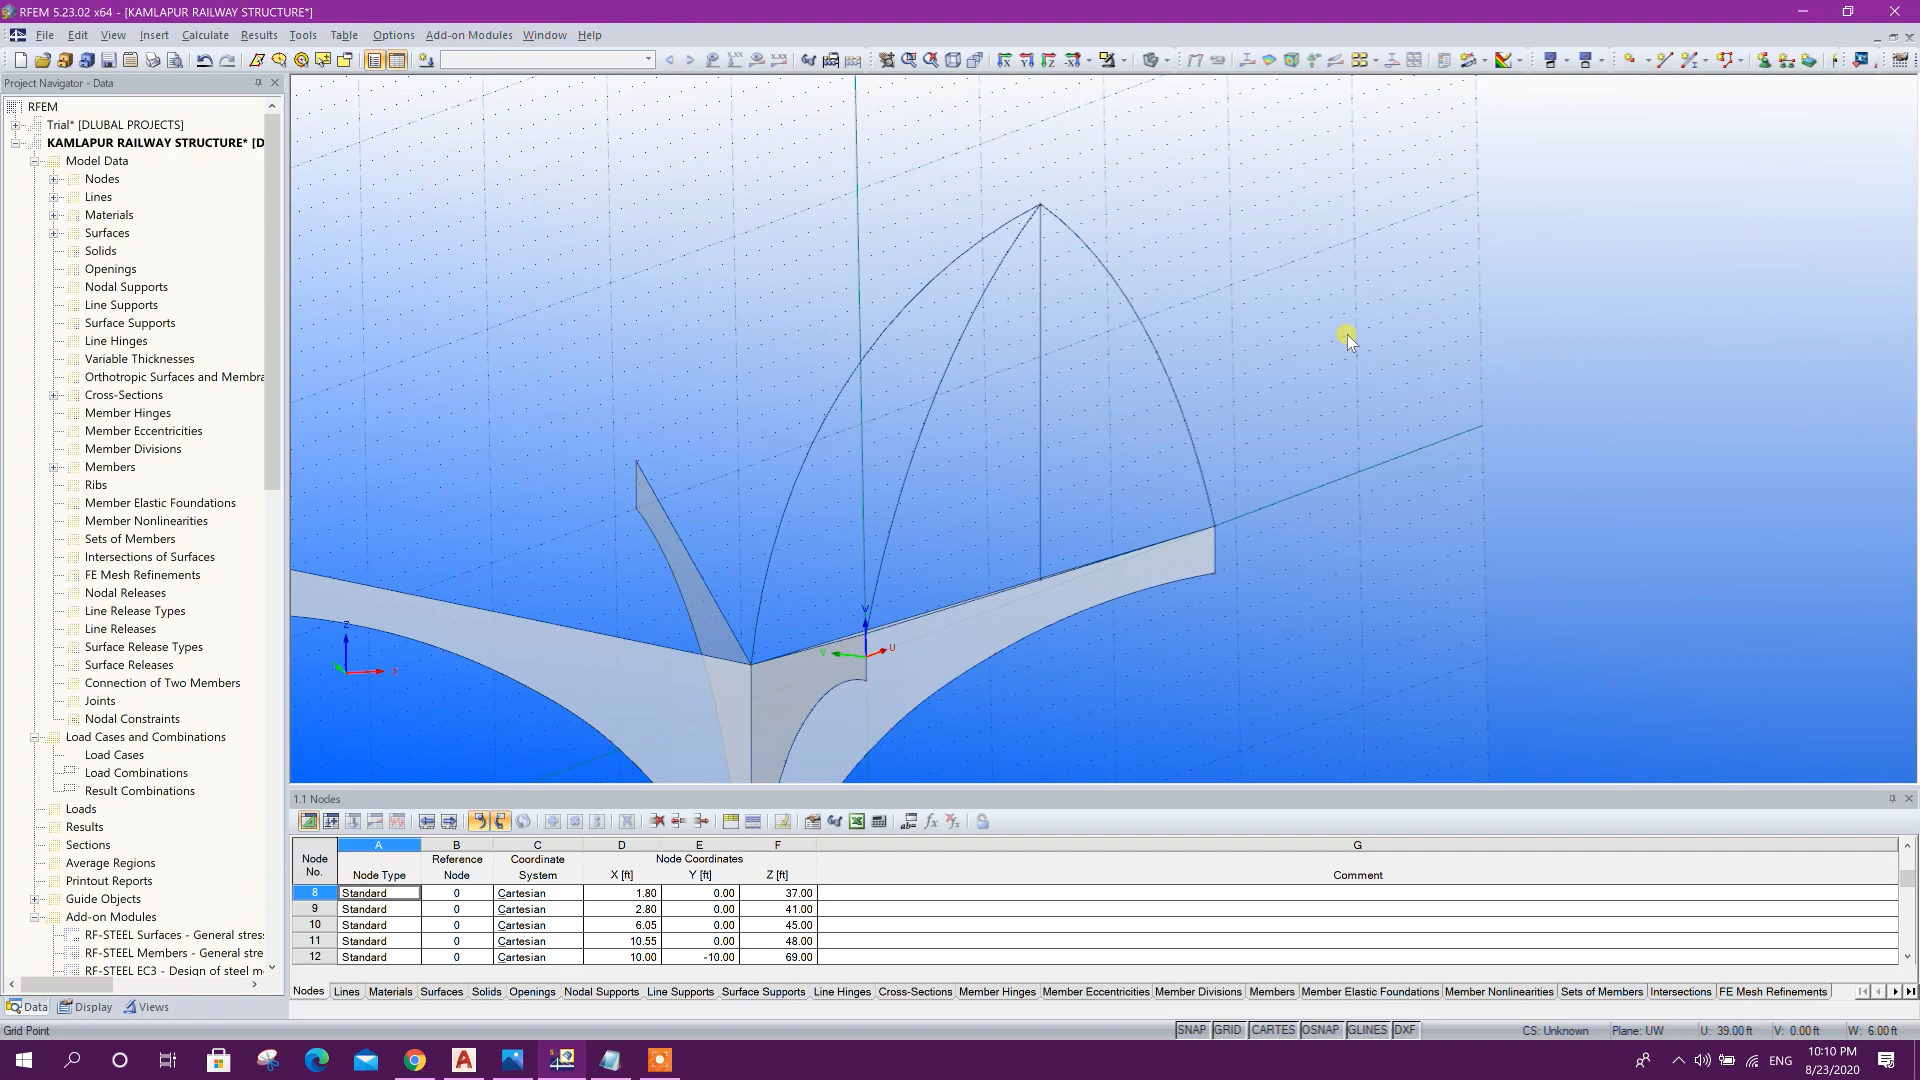 RFEM 5.23.02 x64 - [KAMLAPUR RAILWAY STRUCTURE*]
File Edit View Insert Calculate Results Tools Table Options Add-on Modules Window Help
Project Navigator - Data
RFEM
Trial* [DLUBAL PROJECTS]
KAMLAPUR RAILWAY STRUCTURE* [D
Model Data
Nodes
Lines
Materials
Surfaces
Solids
Openings
Nodal Supports
Line Supports
Surface Supports
Line Hinges
Variable Thicknesses
Orthotropic Surfaces and Membra
Cross-Sections
Member Hinges
Member Eccentricities
Member Divisions
Members
Ribs
Member Elastic Foundations
Member Nonlinearities
Sets of Members
Intersections of Surfaces
FE Mesh Refinements
Nodal Releases
Line Release Types
Line Releases
Surface Release Types
Surface Releases
Connection of Two Members
Joints
Nodal Constraints
Load Cases and Combinations
Load Cases
Load Combinations
Result Combinations
Loads
Results
Sections
Average Regions
Printout Reports
Guide Objects
Add-on Modules
RF-STEEL Surfaces - General stres:
RF-STEEL Members - General stre
RF-STEEL EC3 - Design of steel m
Data Display Views
Z
X
U
V
1.1 Nodes
A B C D E F G
Node Reference Coordinate Node Coordinates
No. Node Type Node System X [ft] Y [ft] Z [ft] Comment
8 Standard 0 Cartesian 1.80 0.00 37.00
9 Standard 0 Cartesian 2.80 0.00 41.00
10 Standard 0 Cartesian 6.05 0.00 45.00
11 Standard 0 Cartesian 10.55 0.00 48.00
12 Standard 0 Cartesian 10.00 -10.00 69.00
Nodes Lines Materials Surfaces Solids Openings Nodal Supports Line Supports Surface Supports Line Hinges Cross-Sections Member Hinges Member Eccentricities Member Divisions Members Member Elastic Foundations Member Nonlinearities Sets of Members Intersections FE Mesh Refinements
Grid Point SNAP GRID CARTES OSNAP GLINES DXF CS: Unknown Plane: UW U: 39.00 ft V: 0.00 ft W: 6.00 ft
ENG 10:10 PM
8/23/2020